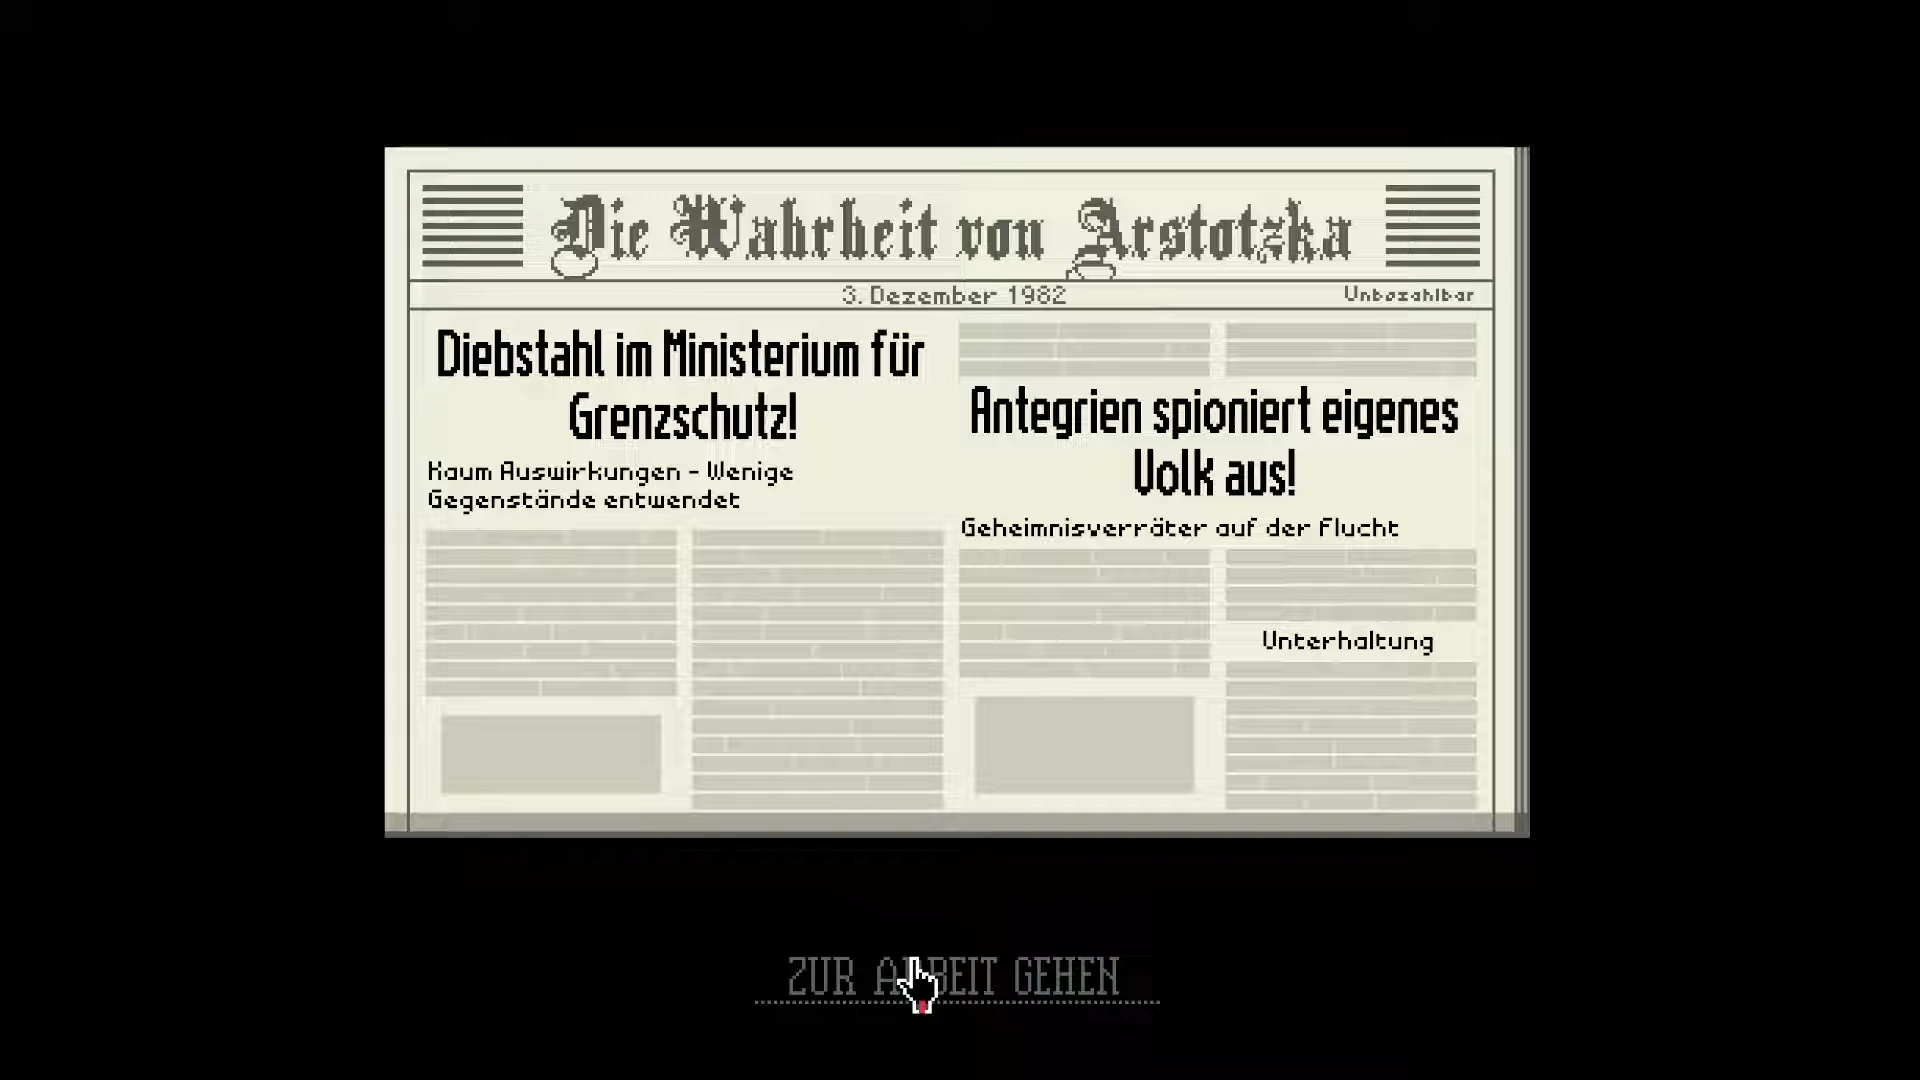 Die Wahrheit von Arstotzka
3. Dezember 1982
Unbezahlbar
Diebstahl im Ministerium für
Grenzschutz!
Kaum Auswirkungen - Wenige
Gegenstände entwendet
Antegrien spioniert eigenes
Volk aus!
Geheimnisverräter auf der Flucht
Unterhaltung
ZUR ARBEIT GEHEN